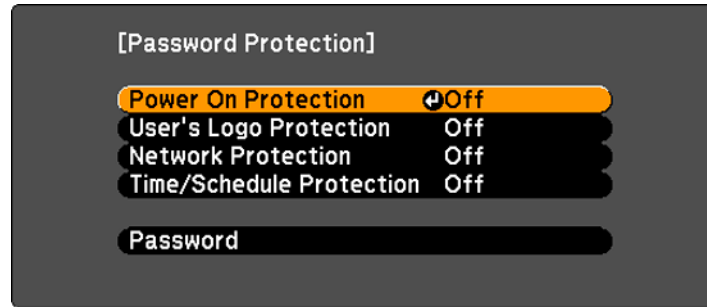 [Password Protection]
Power On Protection Off
User's Logo Protection Off
Network Protection Off
Time/Schedule Protection Off
Password